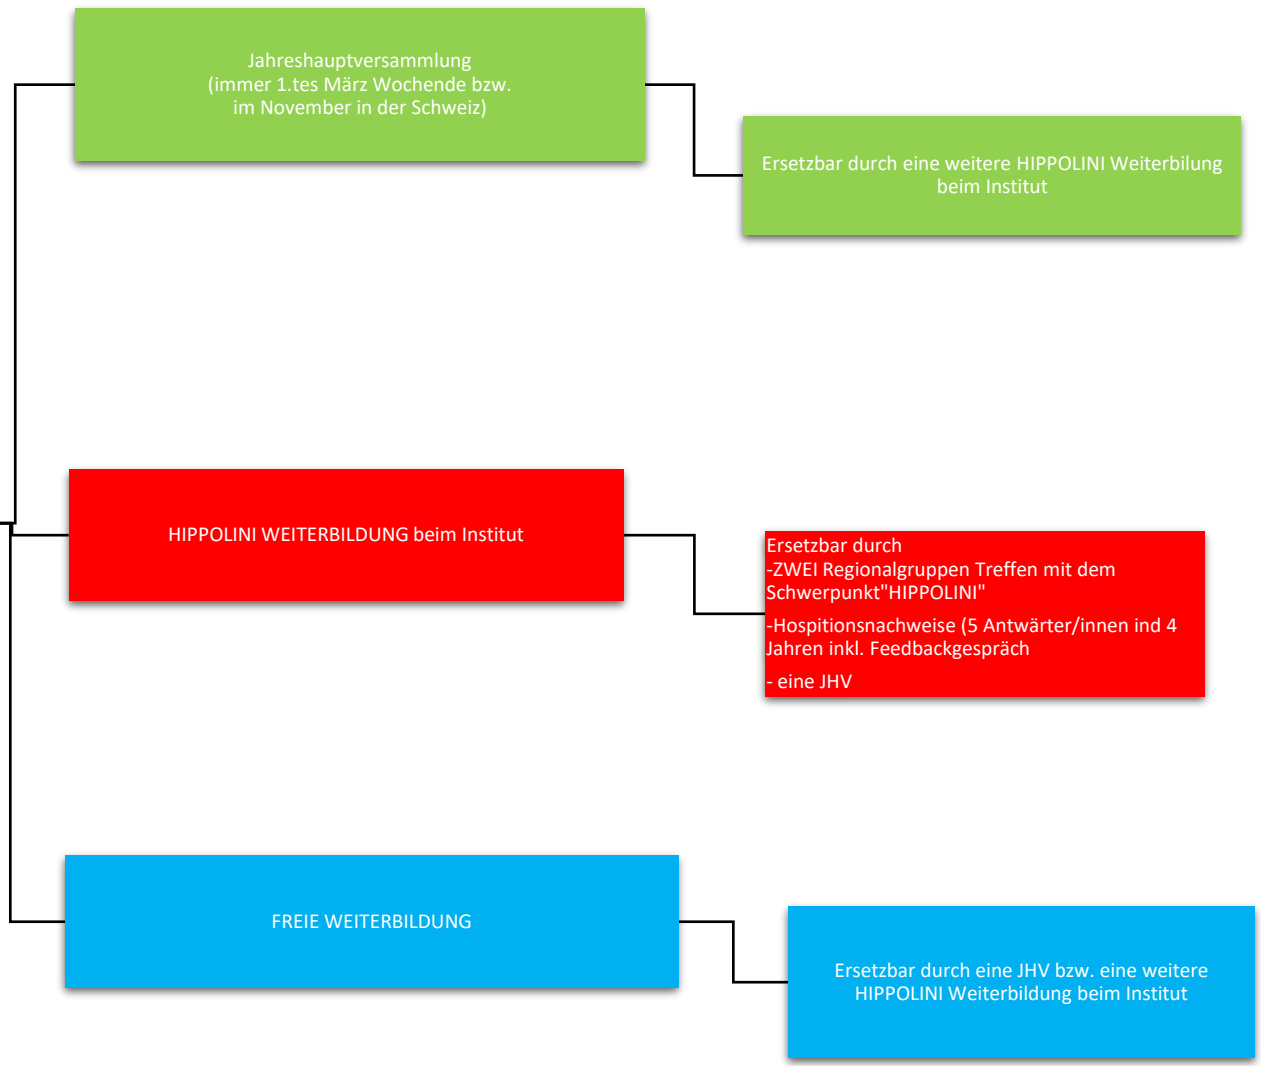 Jahreshauptversammlung
(immer 1.tes März Wochende bzw.
im November in der Schweiz)
Ersetzbar durch eine weitere HIPPOLINI Weiterbilung
beim Institut
HIPPOLINI WEITERBILDUNG beim Institut
Ersetzbar durch
-ZWEI Regionalgruppen Treffen mit dem
Schwerpunkt"HIPPOLINI"
-Hospitionsnachweise (5 Antwärter/innen ind 4
Jahren inkl. Feedbackgespräch
- eine JHV
FREIE WEITERBILDUNG
Ersetzbar durch eine JHV bzw. eine weitere
HIPPOLINI Weiterbildung beim Institut